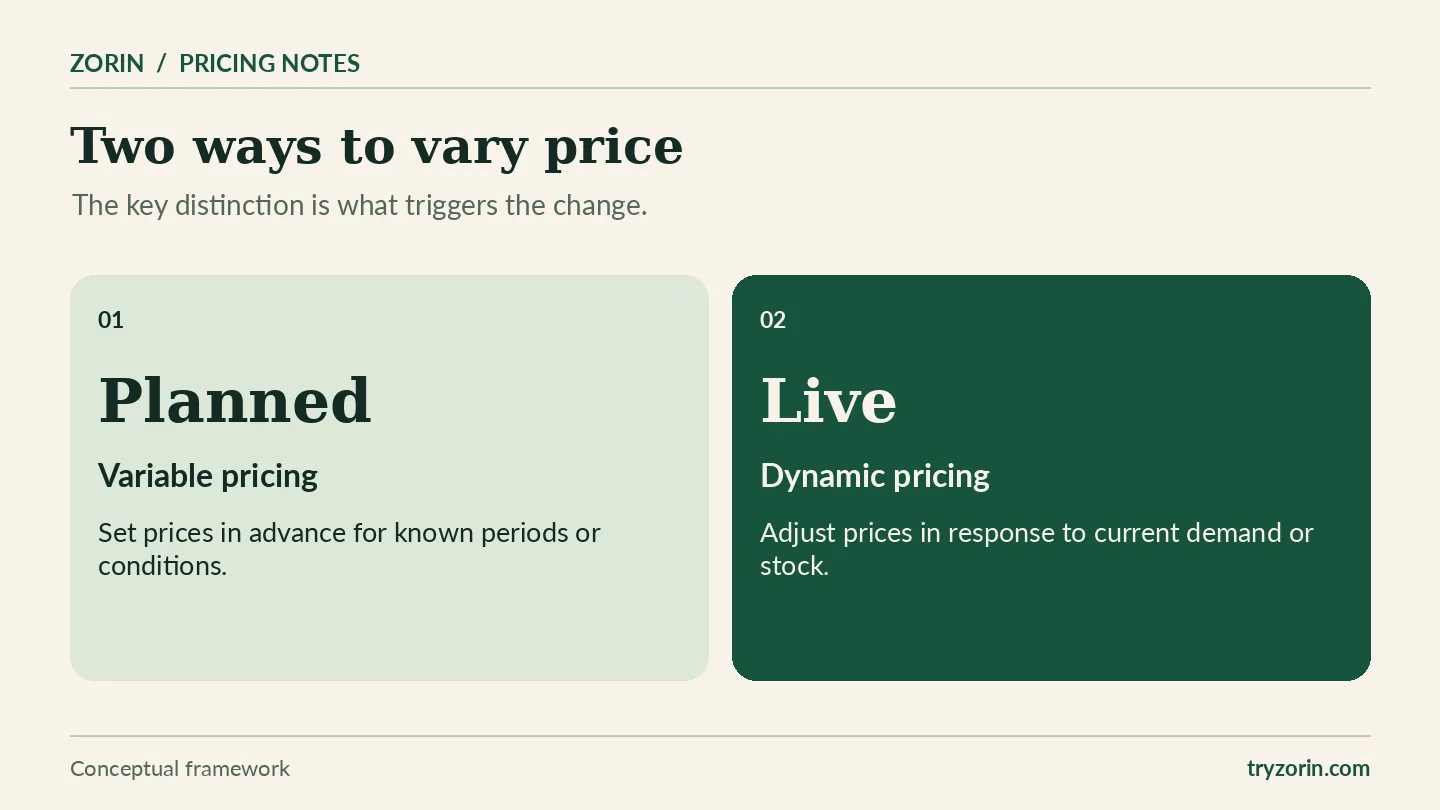 ZORIN / PRICING NOTES
Two ways to vary price
The key distinction is what triggers the change.
01
Planned
Variable pricing
Set prices in advance for known periods or
conditions.
02
Live
Dynamic pricing
Adjust prices in response to current demand or
stock.
Conceptual framework
tryzorin.com